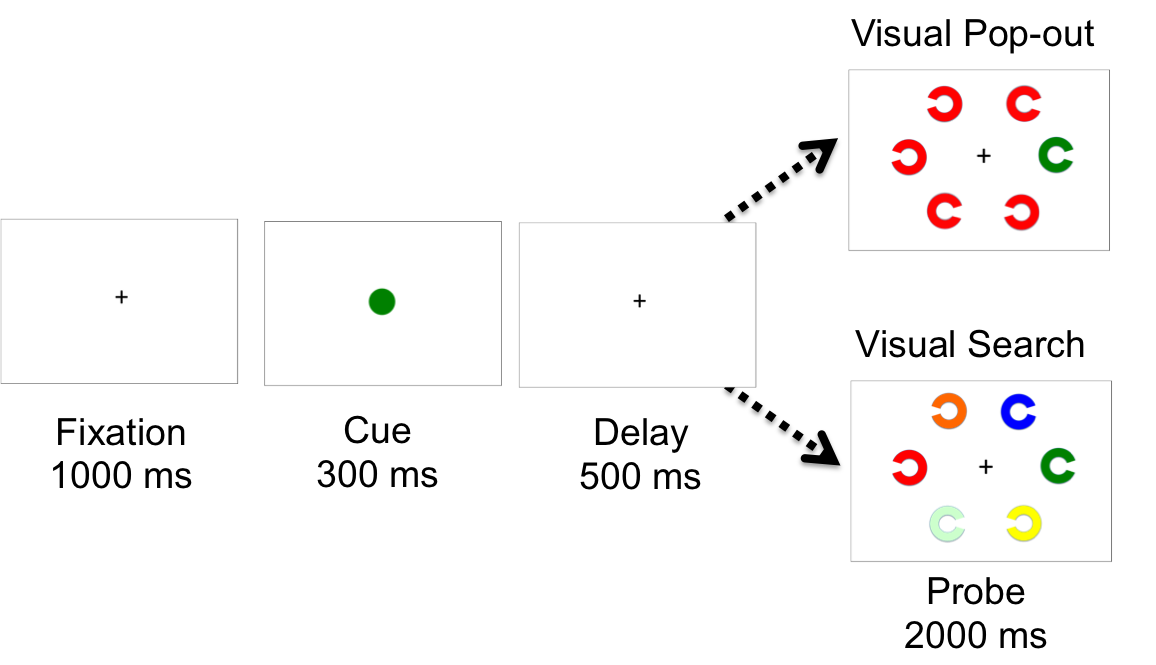 Visual Pop-out
Fixation
1000 ms
Cue
300 ms
Delay
500 ms
Visual Search
Probe
2000 ms